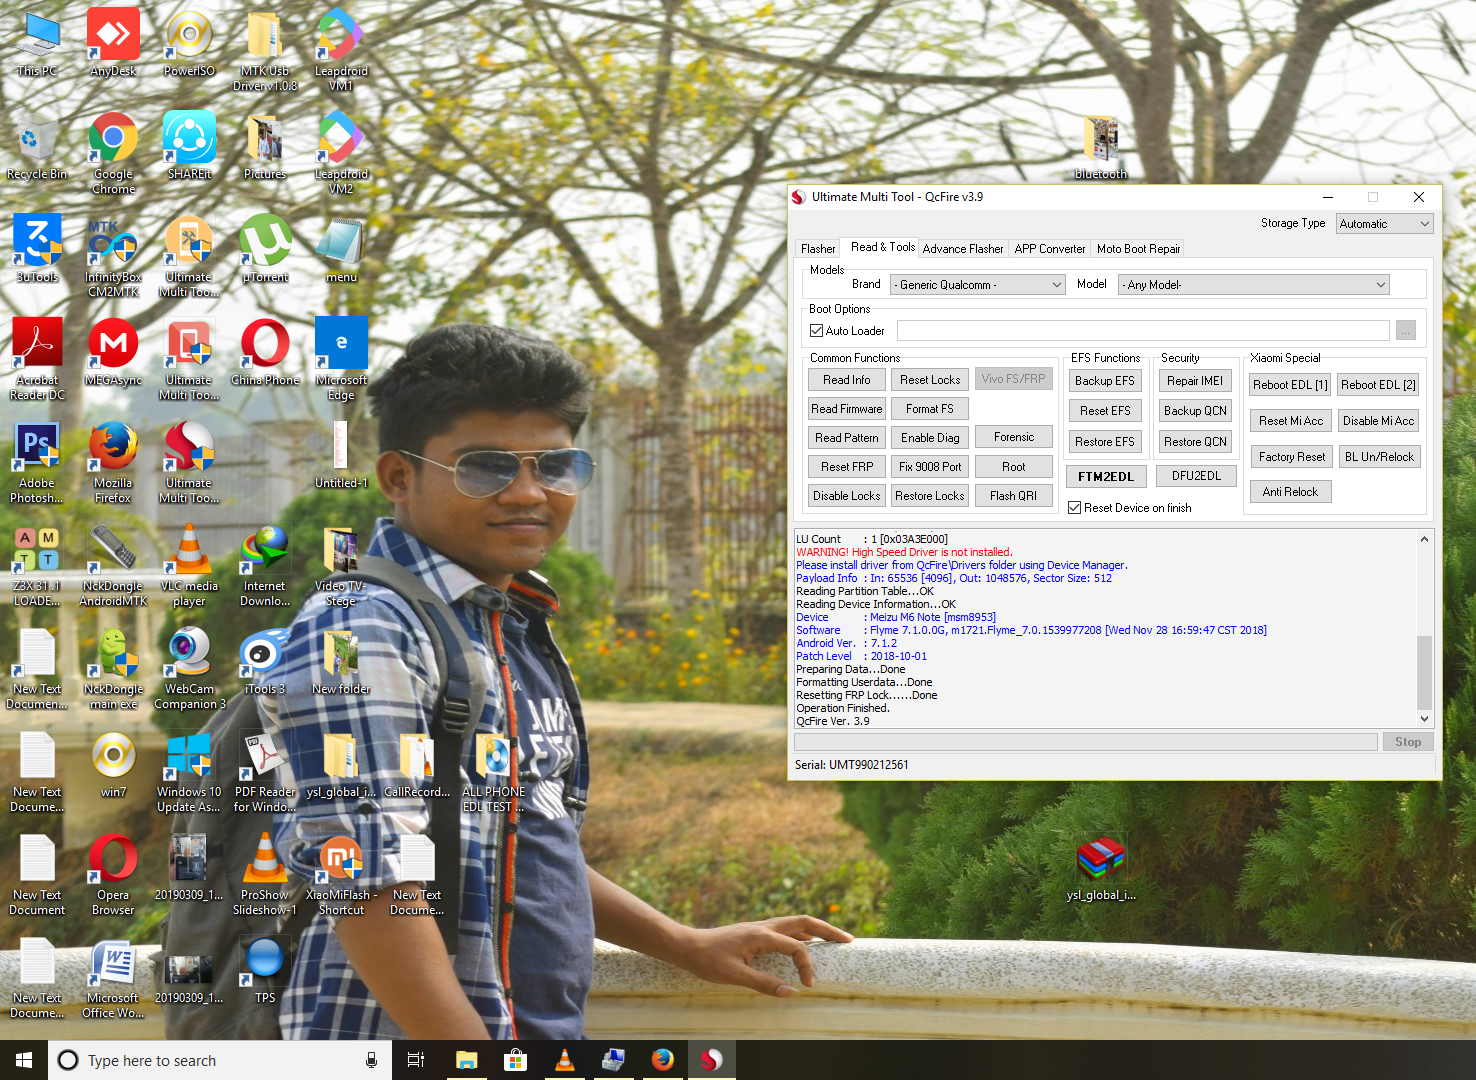 This PC
AnyDesk
PowerISO
MTK Usb
Driver v1.0.8
Leapdroid
VM1
Recycle Bin
Google
Chrome
SHAREit
Pictures
Leapdroid
VM2
bluetooth
3uTools
MTK
InfinityBox
CM2MTK
Ultimate
Multi Too...
µTorrent
menu
Acrobat
Reader DC
MEGAsync
Ultimate
Multi Too...
China Phone
Microsoft
Edge
Adobe
Photosh...
Mozilla
Firefox
Ultimate
Multi Too...
Untitled-1
Z3X 31.1
LOADE...
NckDongle
AndroidMTK
VLC media
player
Internet
Downlo...
Video TV-
Stege
New Text
Documen...
NckDongle
main exe
WebCam
Companion 3
iTools 3
New folder
New Text
Docume...
win7
Windows 10
Update As...
PDF Reader
for Windo...
ysl_global_i...
CallRecord...
ALL PHONE
EDL TEST ...
New Text
Document
Opera
Browser
20190309_1...
ProShow
Slideshow-1
XiaoMiFlash -
Shortcut
New Text
Docume...
ysl_global_i...
New Text
Docume...
Microsoft
Office Wo...
20190309_1...
TPS
Ultimate Multi Tool - QcFire v3.9
Storage Type
Automatic
Flasher
Read & Tools
Advance Flasher
APP Converter
Moto Boot Repair
Models
Brand
- Generic Qualcomm -
Model
- Any Model-
Boot Options
Auto Loader
...
Common Functions
Read Info
Reset Locks
Vivo FS/FRP
Read Firmware
Format FS
Read Pattern
Enable Diag
Forensic
Reset FRP
Fix 9008 Port
Root
Disable Locks
Restore Locks
Flash QRI
EFS Functions
Backup EFS
Reset EFS
Restore EFS
Security
Repair IMEI
Backup QCN
Restore QCN
FTM2EDL
DFU2EDL
Reset Device on finish
Xiaomi Special
Reboot EDL [1]
Reboot EDL [2]
Reset Mi Acc
Disable Mi Acc
Factory Reset
BL Un/Relock
Anti Relock
LU Count : 1 [0x03A3E000]
WARNING! High Speed Driver is not installed.
Please install driver from QcFire\Drivers folder using Device Manager.
Payload Info : In: 65536 [4096], Out: 1048576, Sector Size: 512
Reading Partition Table...OK
Reading Device Information...OK
Device : Meizu M6 Note [msm8953]
Software : Flyme 7.1.0.0G, m1721.Flyme_7.0.1539977208 [Wed Nov 28 16:59:47 CST 2018]
Android Ver. : 7.1.2
Patch Level : 2018-10-01
Preparing Data...Done
Formatting Userdata...Done
Resetting FRP Lock......Done
Operation Finished.
QcFire Ver. 3.9
Stop
Serial: UMT990212561
Type here to search